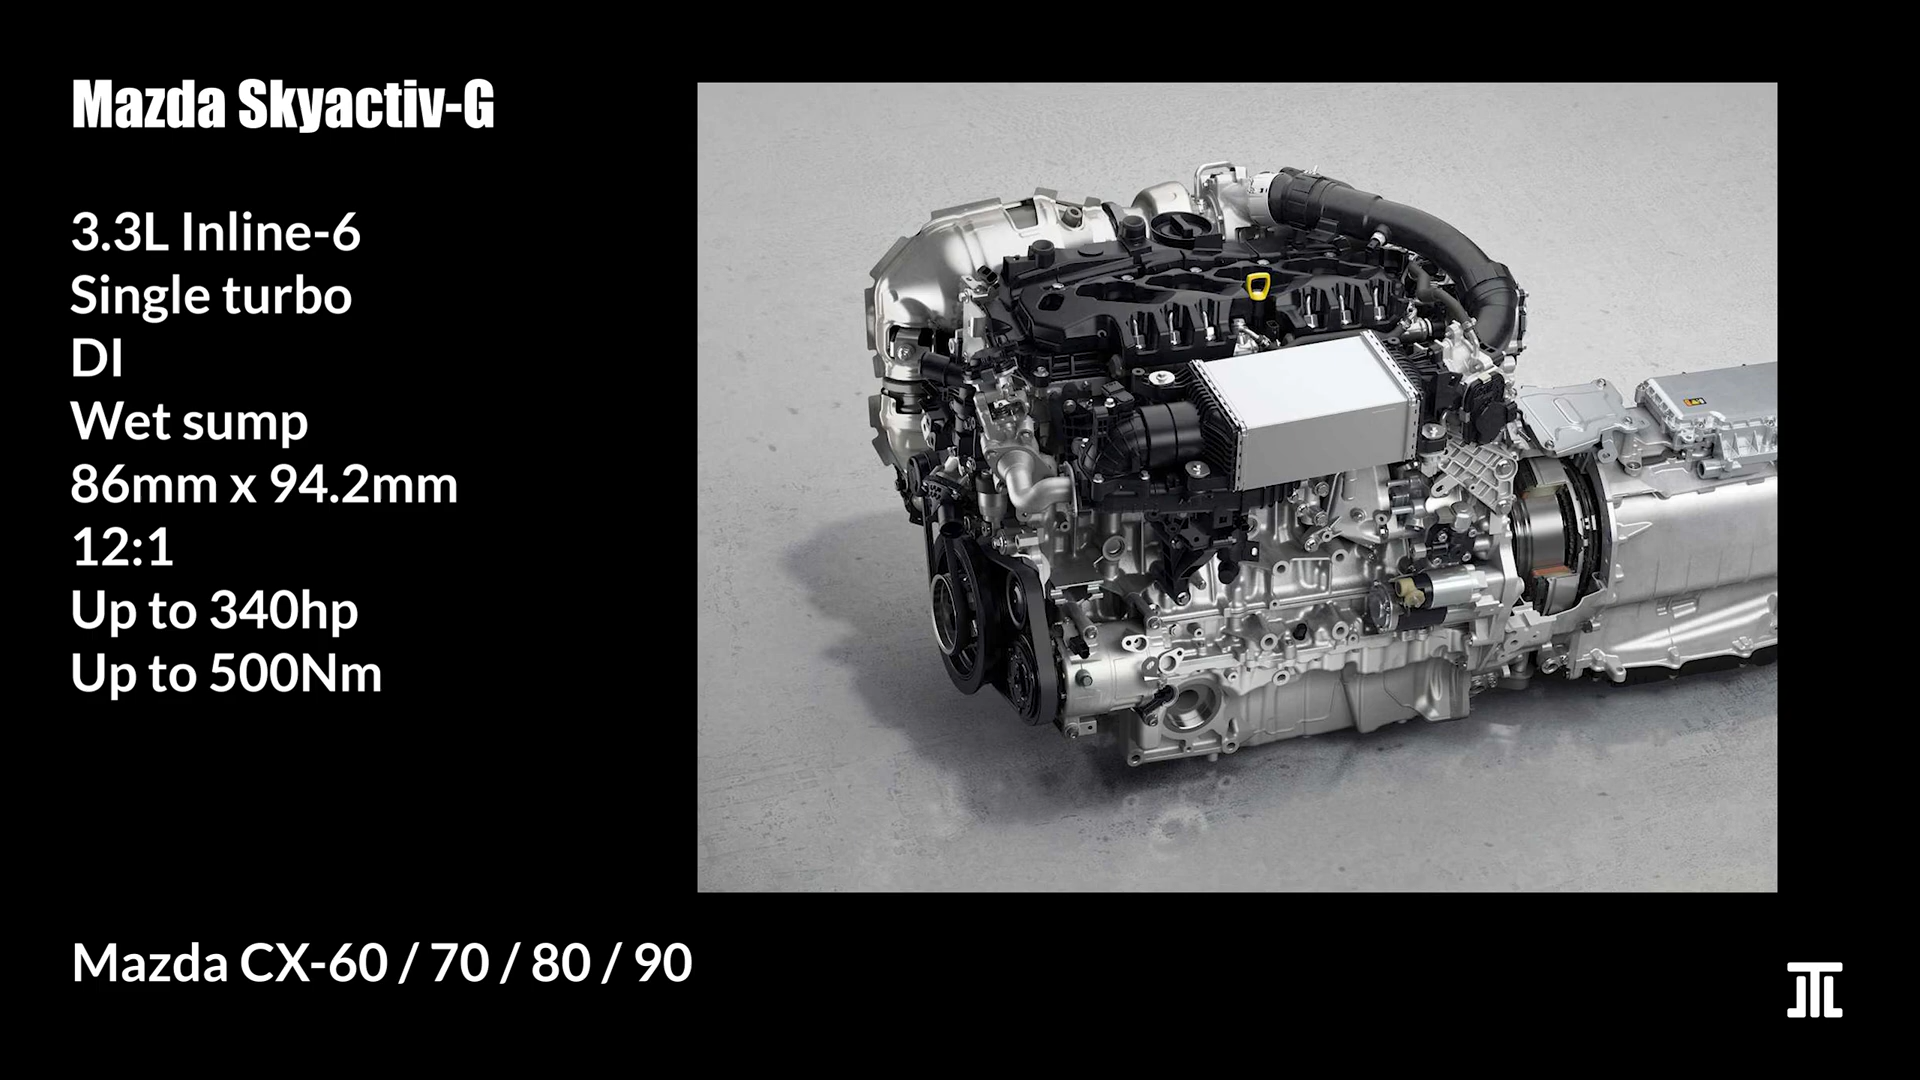 Mazda Skyactiv-G
3.3L Inline-6
Single turbo
DI
Wet sump
86mm x 94.2mm
12:1
Up to 340hp
Up to 500Nm
Mazda CX-60 / 70 / 80 / 90